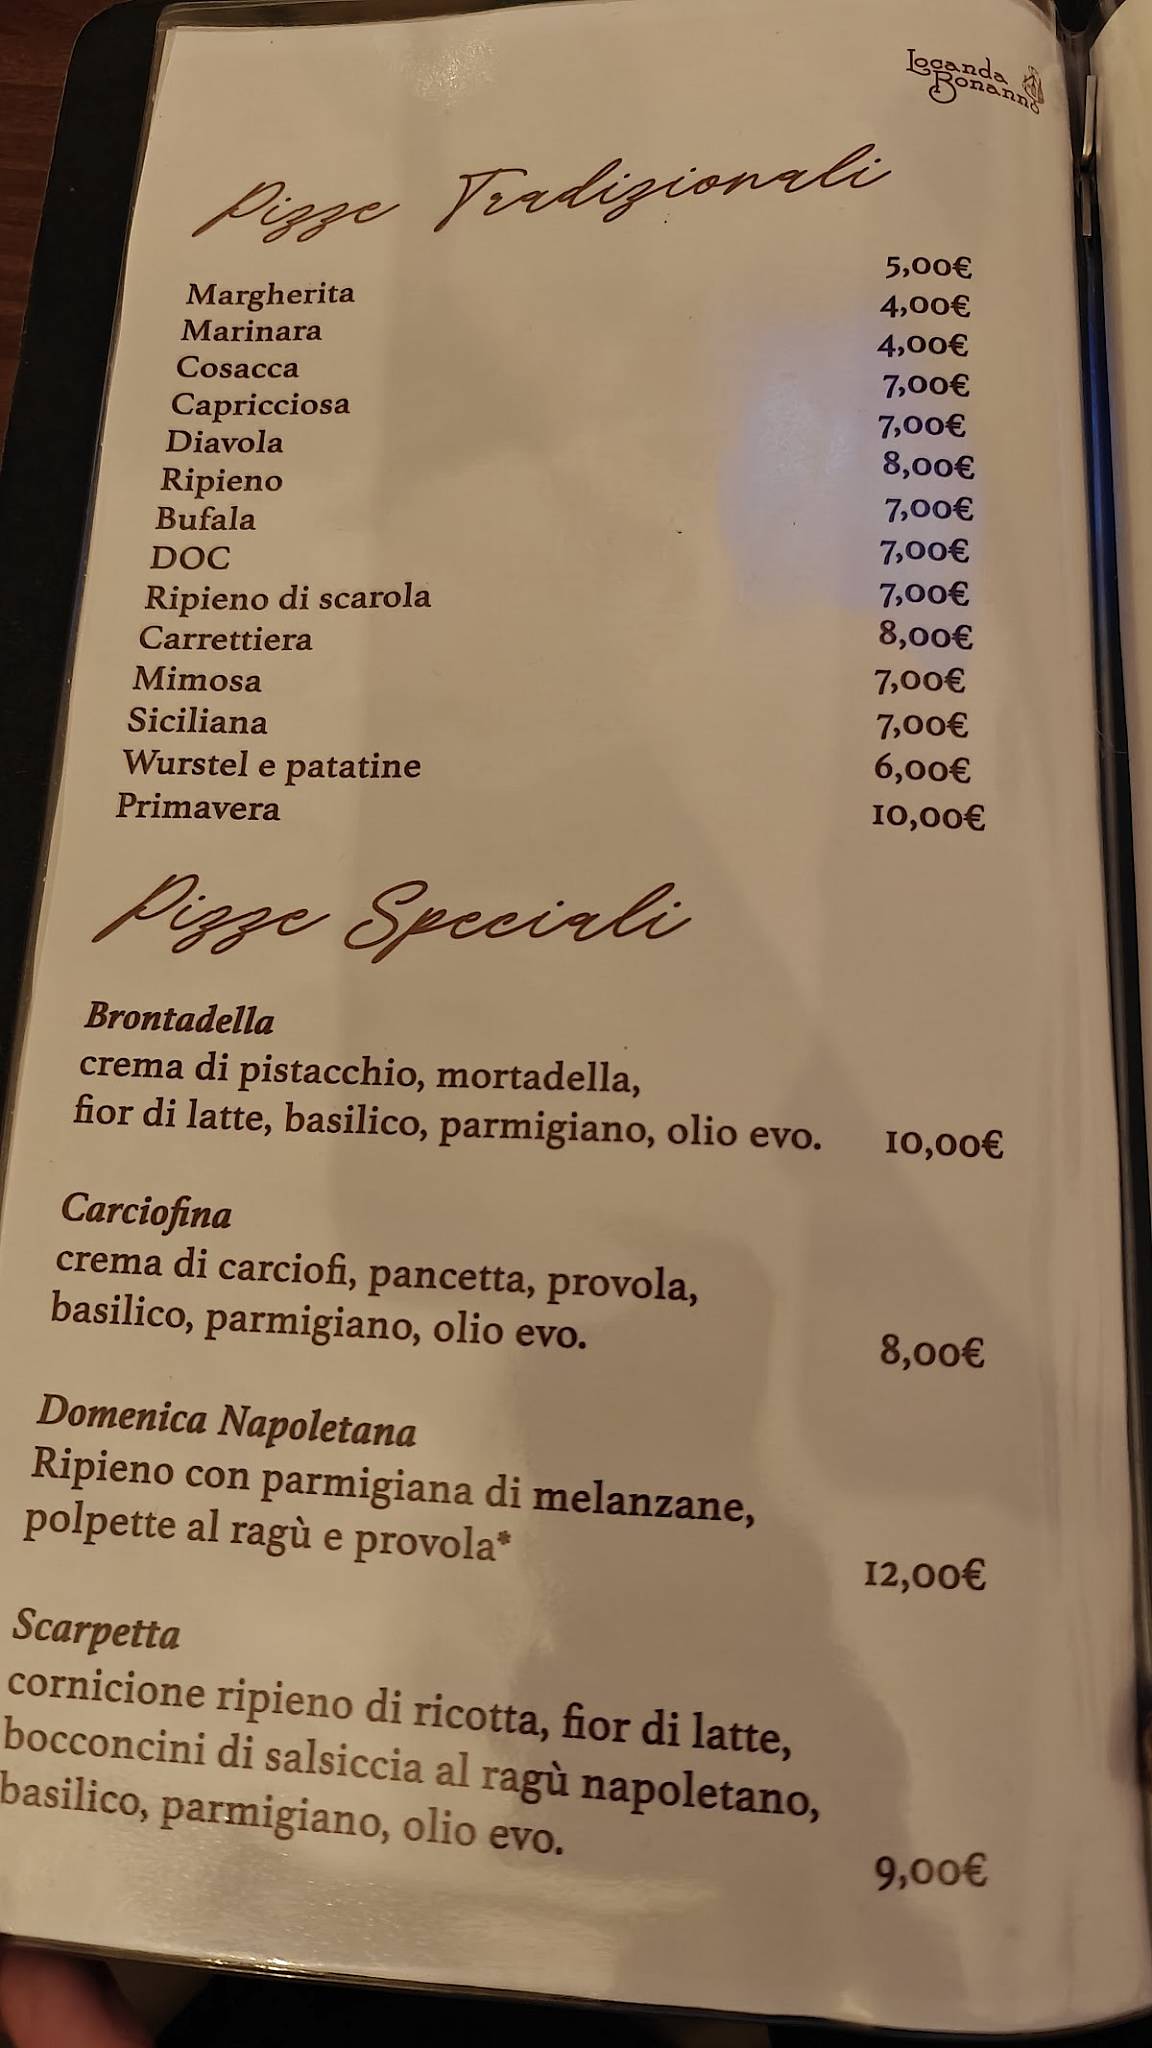 Locanda
Bonanno
Pizze Tradizionali
Margherita 5,00€
Marinara 4,00€
Cosacca 4,00€
Capricciosa 7,00€
Diavola 7,00€
Ripieno 8,00€
Bufala 7,00€
DOC 7,00€
Ripieno di scarola 7,00€
Carrettiera 8,00€
Mimosa 7,00€
Siciliana 7,00€
Wurstel e patatine 6,00€
Primavera 10,00€
Pizze Speciali
Brontadella
crema di pistacchio, mortadella,
fior di latte, basilico, parmigiano, olio evo. 10,00€
Carciofina
crema di carciofi, pancetta, provola,
basilico, parmigiano, olio evo. 8,00€
Domenica Napoletana
Ripieno con parmigiana di melanzane,
polpette al ragù e provola* 12,00€
Scarpetta
cornicione ripieno di ricotta, fior di latte,
bocconcini di salsiccia al ragù napoletano,
basilico, parmigiano, olio evo. 9,00€